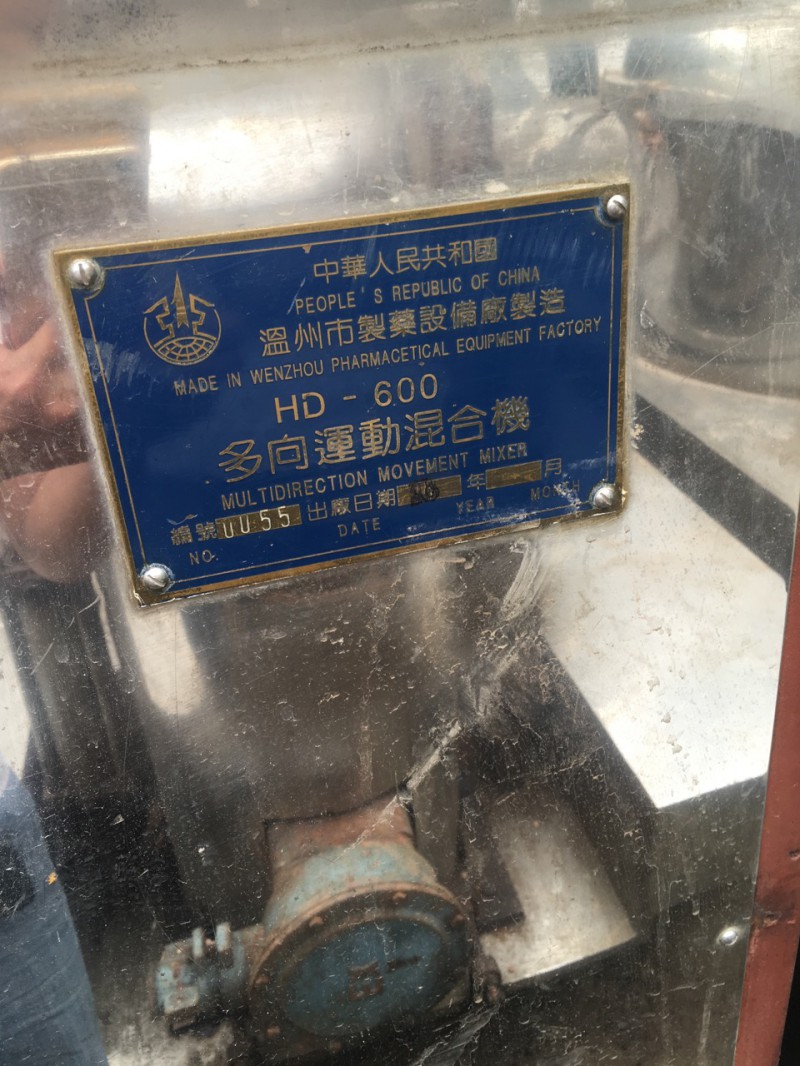 中華人民共和國
PEOPLE'S REPUBLIC OF CHINA
溫州市製藥設備廠製造
MADE IN WENZHOU PHARMACETICAL EQUIPMENT FACTORY
HD - 600
多向運動混合機
MULTIDIRECTION MOVEMENT MIXER
編號 0055 出廠日期 年 月
NO. DATE YEAR MONTH